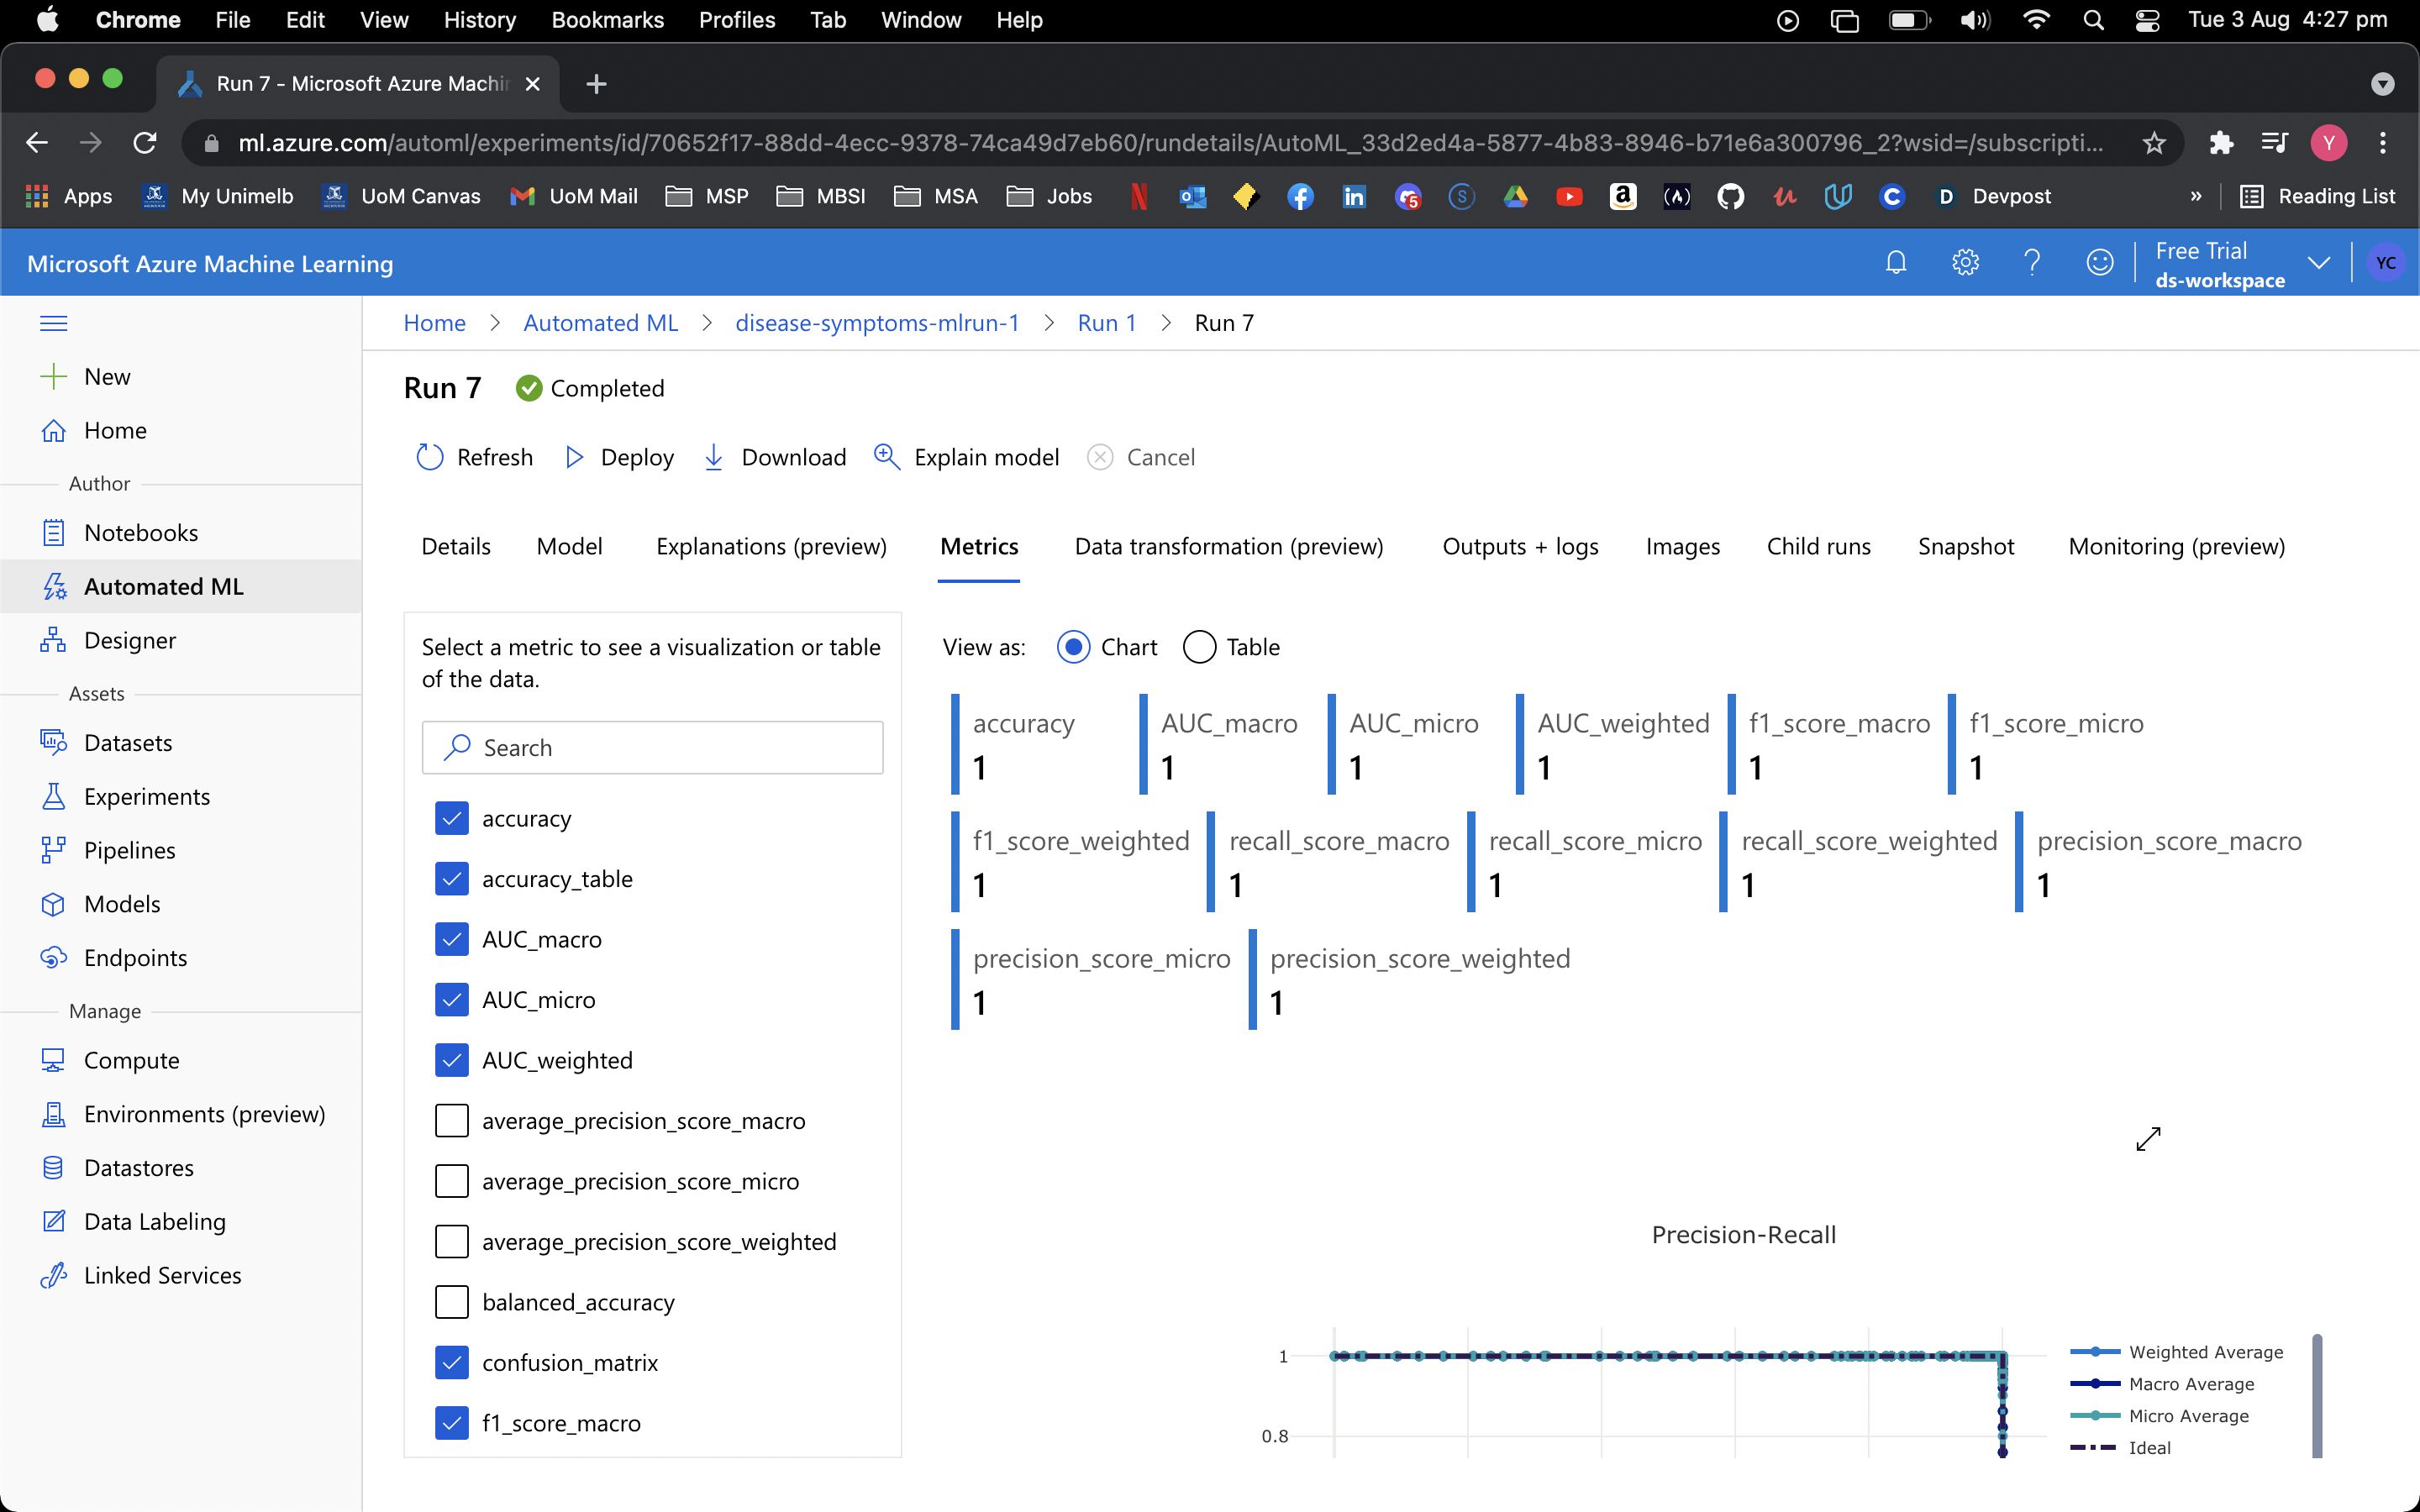 Chrome File Edit View History Bookmarks Profiles Tab Window Help Tue 3 Aug 4:27 pm
Run 7 - Microsoft Azure Machin
ml.azure.com/automl/experiments/id/70652f17-88dd-4ecc-9378-74ca49d7eb60/rundetails/AutoML_33d2ed4a-5877-4b83-8946-b71e6a300796_2?wsid=/subscripti... Y
Apps My Unimelb UoM Canvas UoM Mail MSP MBSI MSA Jobs Devpost » Reading List
Microsoft Azure Machine Learning
Free Trial
ds-workspace
YC
Home > Automated ML > disease-symptoms-mlrun-1 > Run 1 > Run 7
New
Home
Author
Notebooks
Automated ML
Designer
Assets
Datasets
Experiments
Pipelines
Models
Endpoints
Manage
Compute
Environments (preview)
Datastores
Data Labeling
Linked Services
Run 7 Completed
Refresh Deploy Download Explain model Cancel
Details Model Explanations (preview) Metrics Data transformation (preview) Outputs + logs Images Child runs Snapshot Monitoring (preview)
Select a metric to see a visualization or table
of the data.
Search
accuracy
accuracy_table
AUC_macro
AUC_micro
AUC_weighted
average_precision_score_macro
average_precision_score_micro
average_precision_score_weighted
balanced_accuracy
confusion_matrix
f1_score_macro
View as: Chart Table
accuracy AUC_macro AUC_micro AUC_weighted f1_score_macro f1_score_micro
1 1 1 1 1 1
f1_score_weighted recall_score_macro recall_score_micro recall_score_weighted precision_score_macro
1 1 1 1 1
precision_score_micro precision_score_weighted
1 1
Precision-Recall
1
0.8
Weighted Average
Macro Average
Micro Average
Ideal